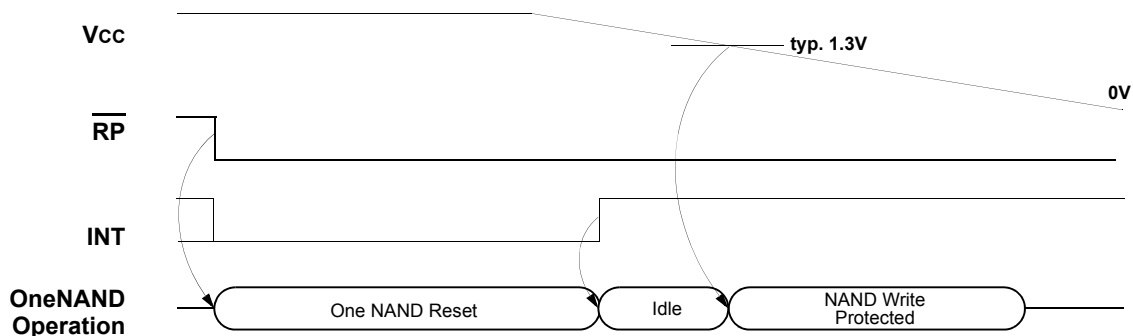 Vcc
typ. 1.3V
0V
RP
INT
OneNAND
Operation
One NAND Reset
Idle
NAND Write
Protected